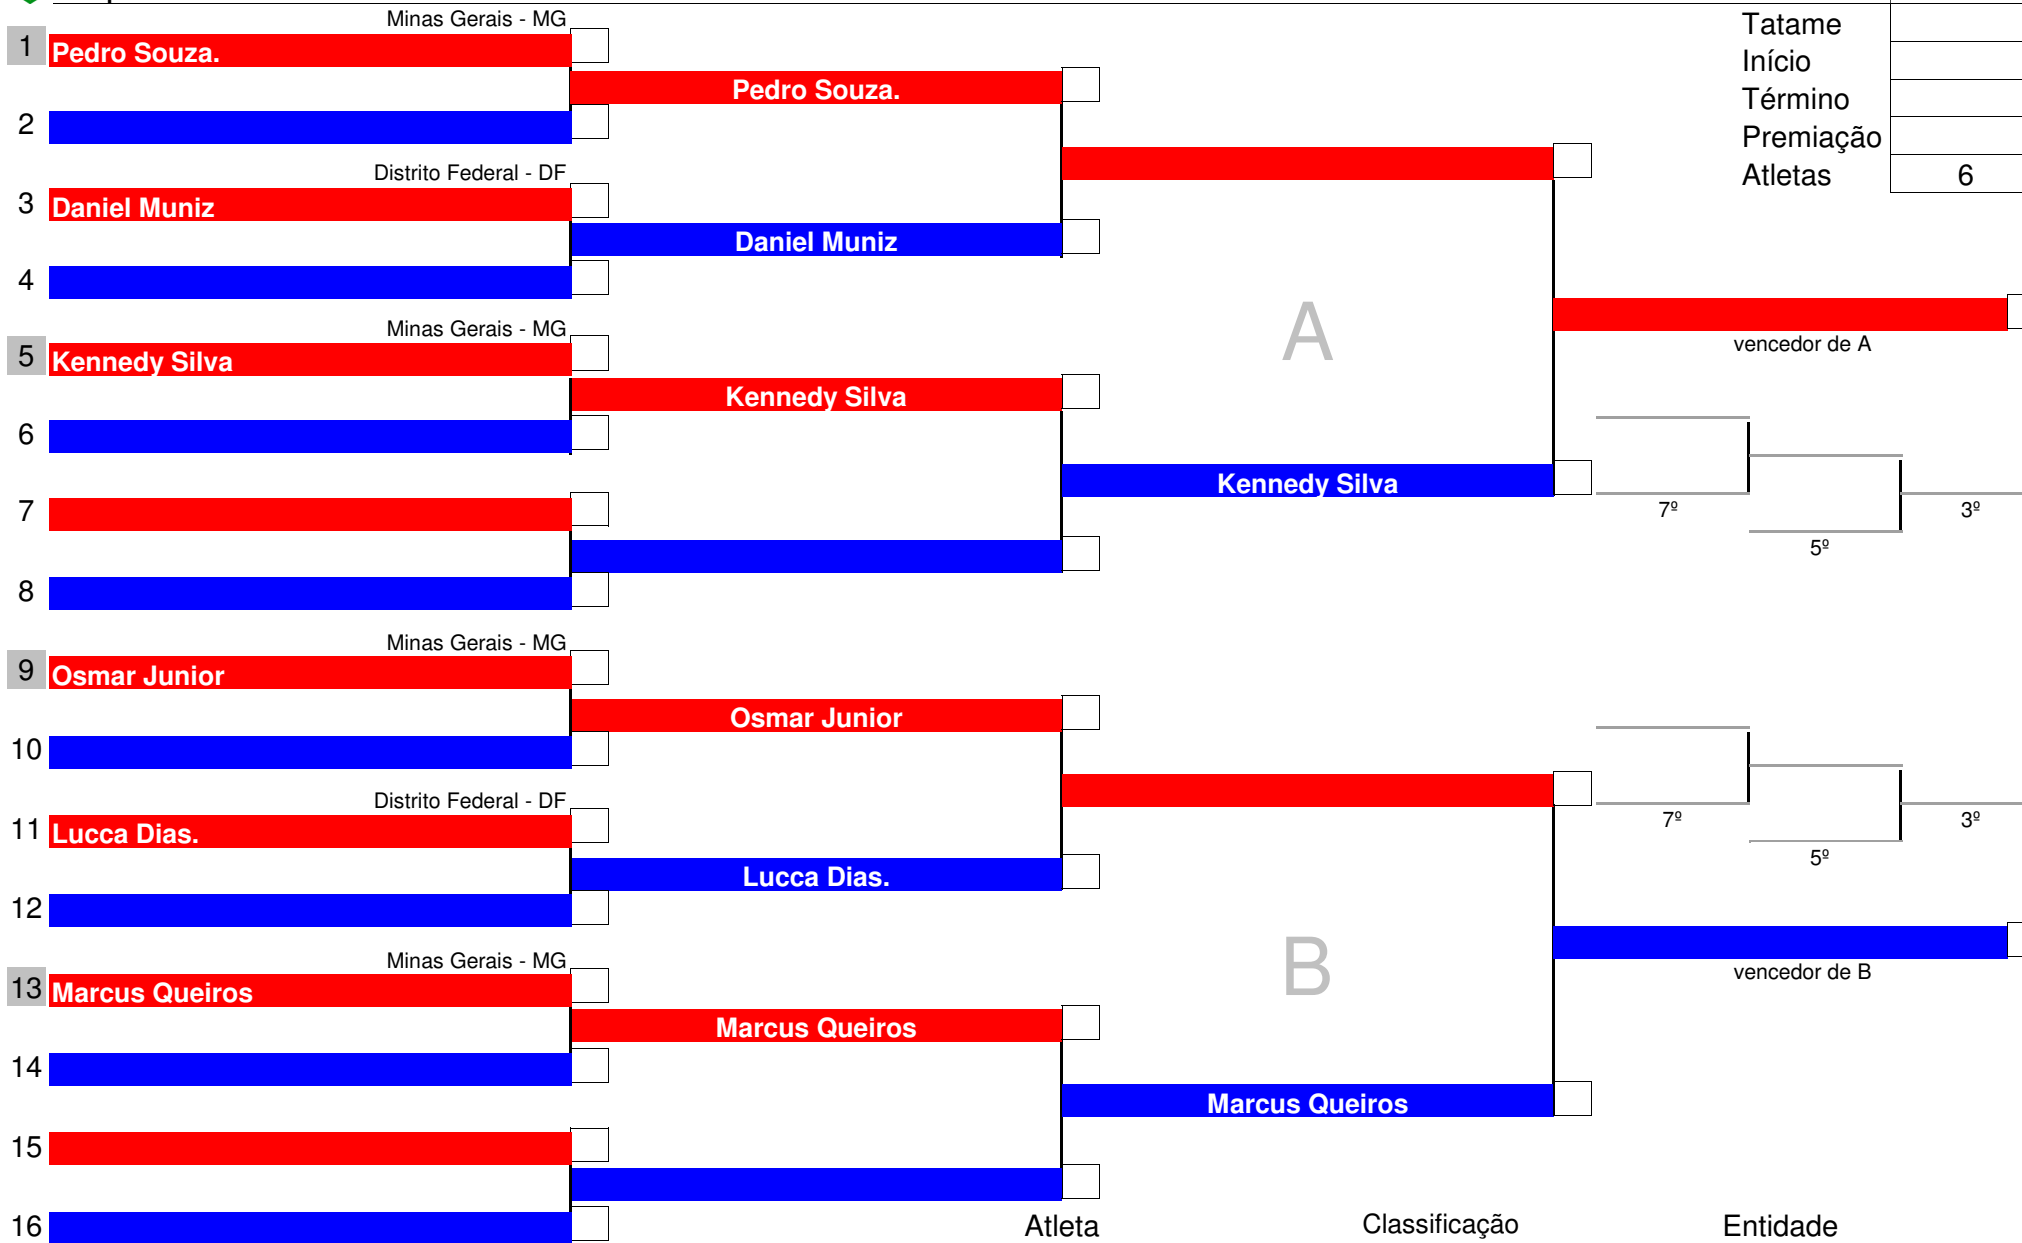 Minas Gerais - MG
Tatame
1 Pedro Souza.
Início
Pedro Souza.
Término
2
Premiação
Distrito Federal - DF
Atletas 6
3 Daniel Muniz
Daniel Muniz
4
Minas Gerais - MG
A
vencedor de A
5 Kennedy Silva
Kennedy Silva
6
Kennedy Silva
7
7º
3º
5º
8
Minas Gerais - MG
9 Osmar Junior
Osmar Junior
10
Distrito Federal - DF
7º
3º
11 Lucca Dias.
5º
Lucca Dias.
12
Minas Gerais - MG
B
vencedor de B
13 Marcus Queiros
Marcus Queiros
14
Marcus Queiros
15
16
Atleta Classificação Entidade